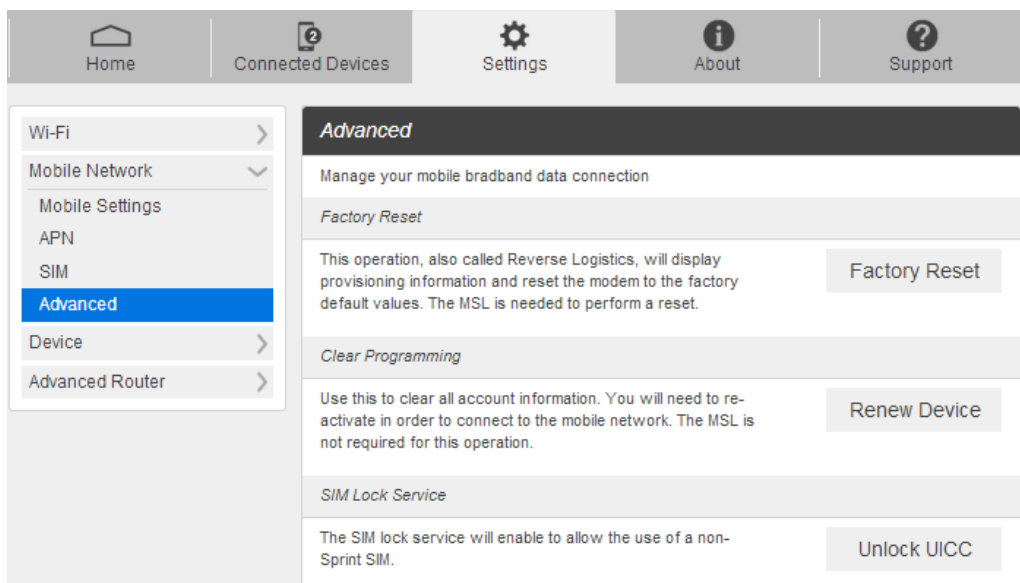 2
Home
Connected Devices
Settings
About
Support
Wi-Fi
Mobile Network
Mobile Settings
APN
SIM
Advanced
Device
Advanced Router
Advanced
Manage your mobile bradband data connection
Factory Reset
This operation, also called Reverse Logistics, will display
provisioning information and reset the modem to the factory
default values. The MSL is needed to perform a reset.
Factory Reset
Clear Programming
Use this to clear all account information. You will need to re-
activate in order to connect to the mobile network. The MSL is
not required for this operation.
Renew Device
SIM Lock Service
The SIM lock service will enable to allow the use of a non-
Sprint SIM.
Unlock UICC